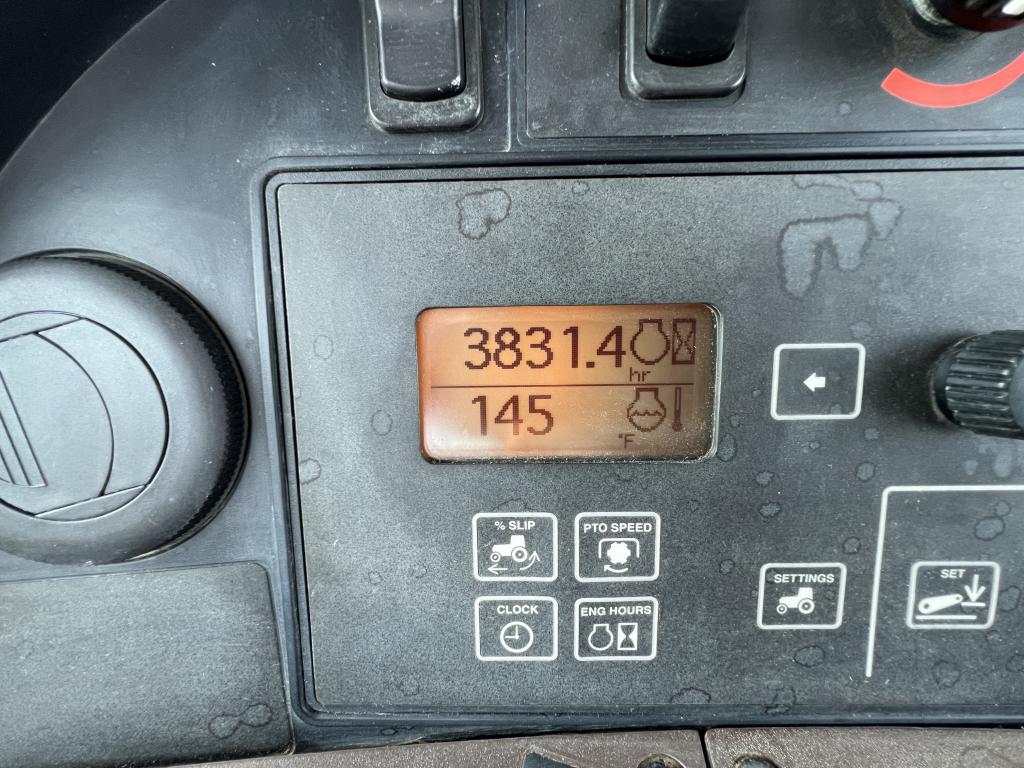 3831.4
hr
145
°F
% SLIP
PTO SPEED
CLOCK
ENG HOURS
SETTINGS
SET